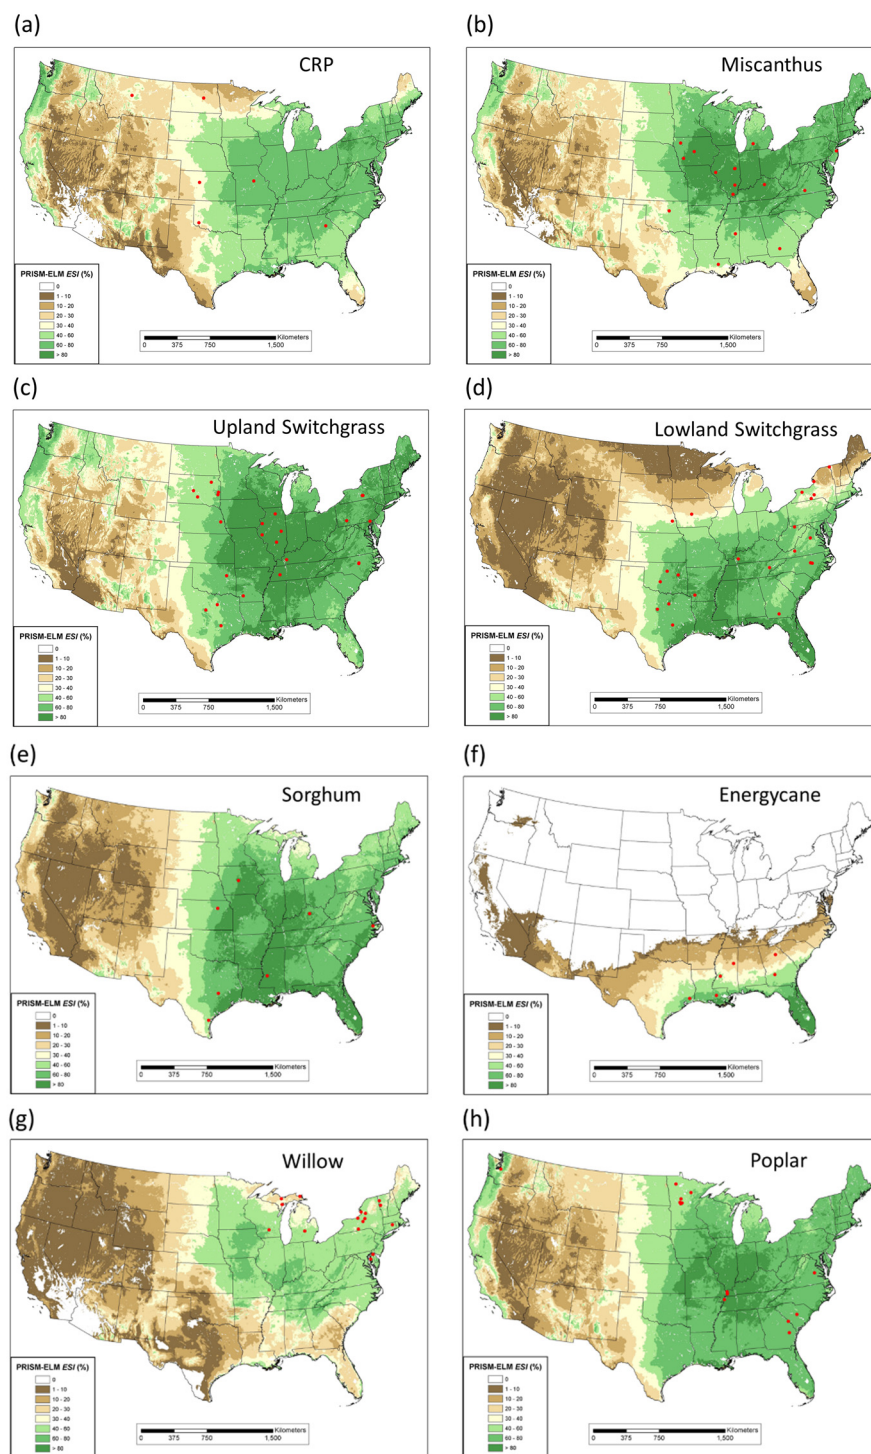 (a)
CRP
PRISM-ELM ESI (%)
0
1 - 10
10 - 20
20 - 30
30 - 40
40 - 60
60 - 80
> 80
Kilometers
0 375 750 1,500
(b)
Miscanthus
PRISM-ELM ESI (%)
0
1 - 10
10 - 20
20 - 30
30 - 40
40 - 60
60 - 80
> 80
Kilometers
0 375 750 1,500
(c)
Upland Switchgrass
PRISM-ELM ESI (%)
0
1 - 10
10 - 20
20 - 30
30 - 40
40 - 60
60 - 80
> 80
Kilometers
0 375 750 1,500
(d)
Lowland Switchgrass
PRISM-ELM ESI (%)
0
1 - 10
10 - 20
20 - 30
30 - 40
40 - 60
60 - 80
> 80
Kilometers
0 375 750 1,500
(e)
Sorghum
PRISM-ELM ESI (%)
0
1 - 10
10 - 20
20 - 30
30 - 40
40 - 60
60 - 80
> 80
Kilometers
0 375 750 1,500
(f)
Energycane
PRISM-ELM ESI (%)
0
1 - 10
10 - 20
20 - 30
30 - 40
40 - 60
60 - 80
> 80
Kilometers
0 375 750 1,500
(g)
Willow
PRISM-ELM ESI (%)
0
1 - 10
10 - 20
20 - 30
30 - 40
40 - 60
60 - 80
> 80
Kilometers
0 375 750 1,500
(h)
Poplar
PRISM-ELM ESI (%)
0
1 - 10
10 - 20
20 - 30
30 - 40
40 - 60
60 - 80
> 80
Kilometers
0 375 750 1,500